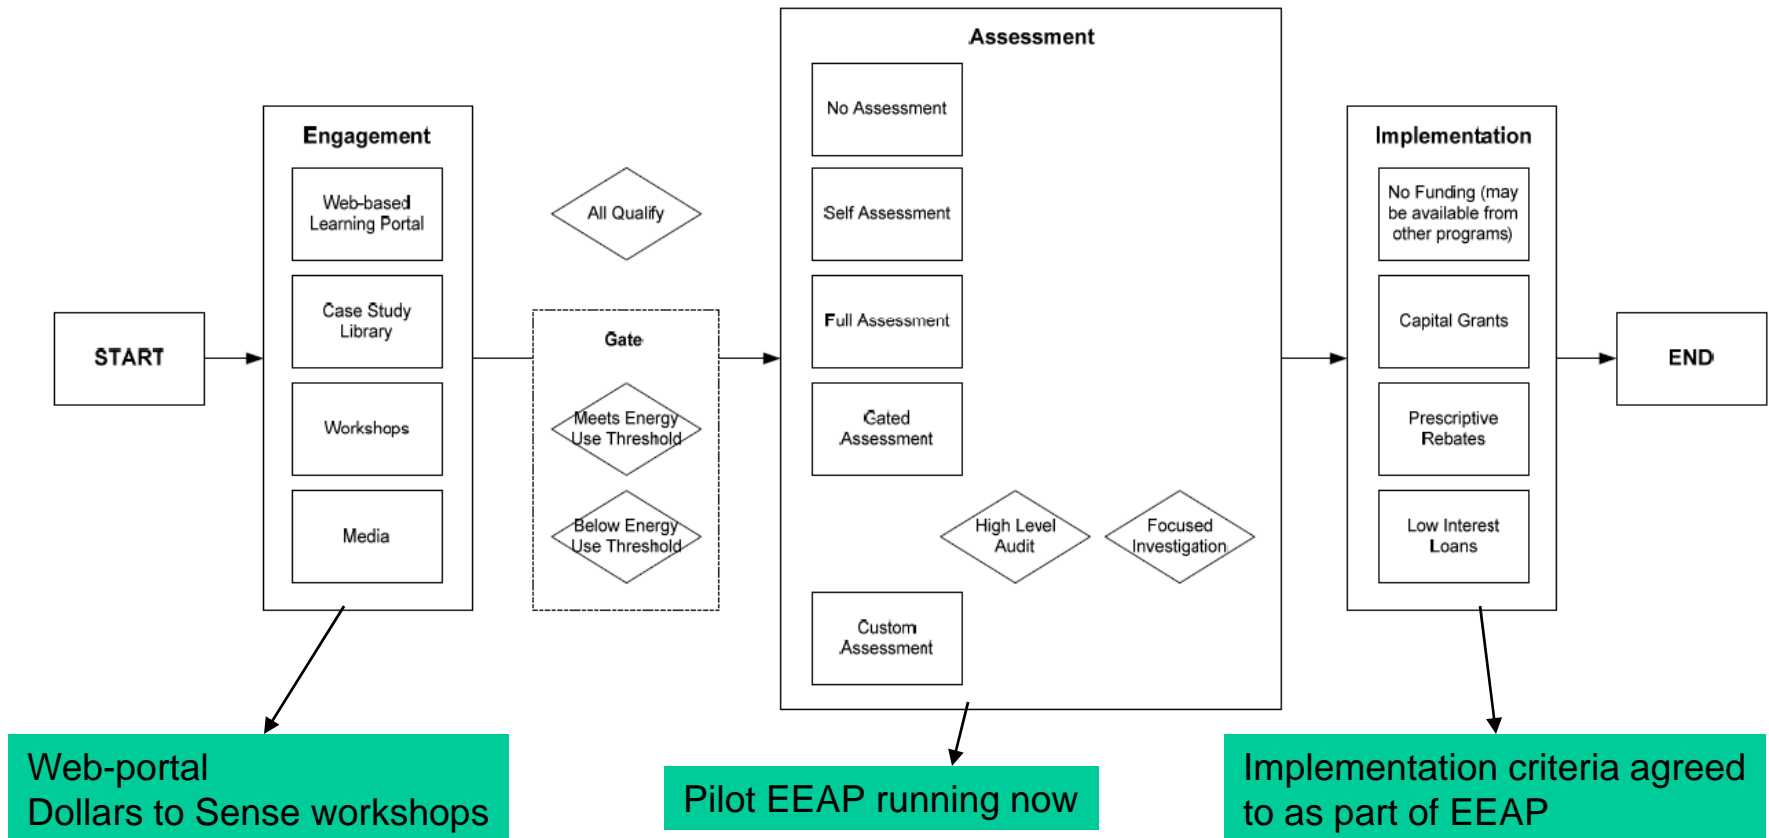 START
Engagement
Web-based
Learning Portal
Case Study
Library
Workshops
Media
All Qualify
Gate
Meets Energy
Use Threshold
Below Energy
Use Threshold
Assessment
No Assessment
Self Assessment
Full Assessment
Gated
Assessment
High Level
Audit
Focused
Investigation
Custom
Assessment
Implementation
No Funding (may
be available from
other programs)
Capital Grants
Prescriptive
Rebates
Low Interest
Loans
END
Web-portal
Dollars to Sense workshops
Pilot EEAP running now
Implementation criteria agreed
to as part of EEAP